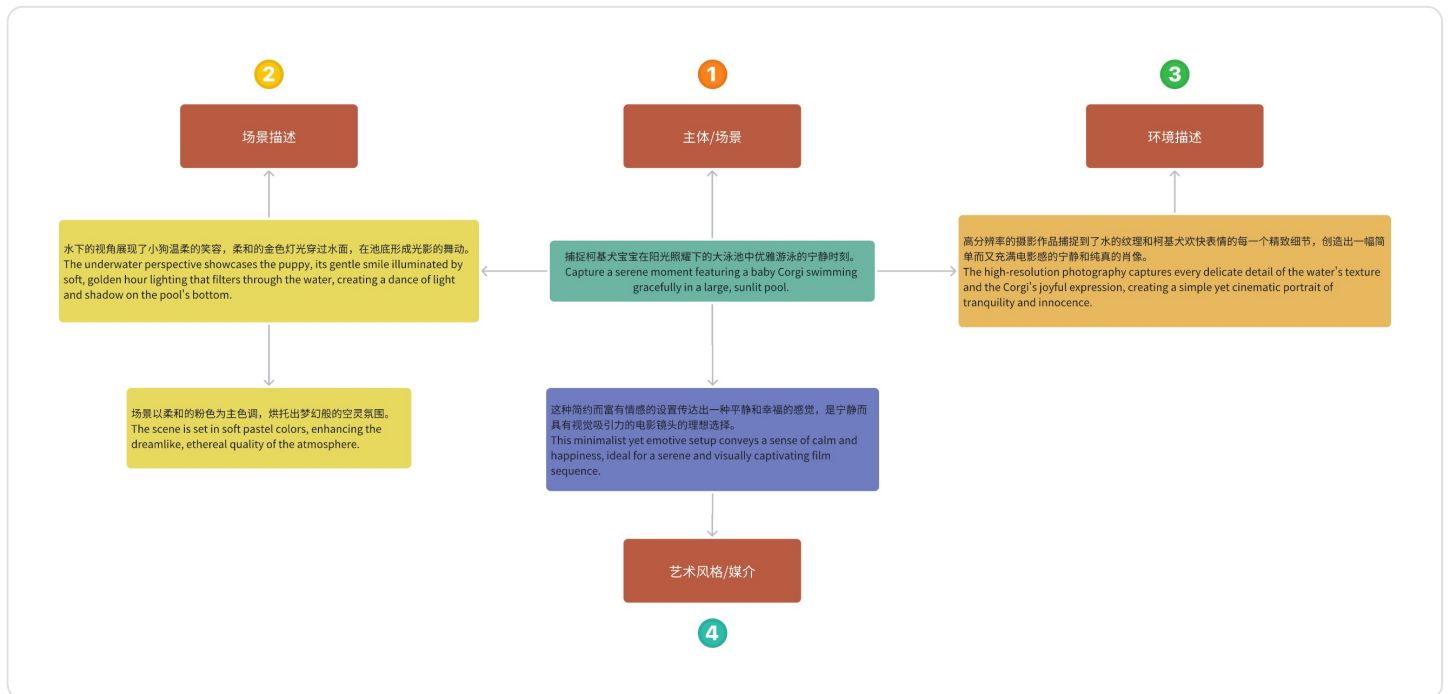 2
1
3
场景描述
主体/场景
环境描述
水下的视角展现了小狗温柔的笑容，柔和的金色灯光穿过水面，在池底形成光影的舞动。
The underwater perspective showcases the puppy, its gentle smile illuminated by
soft, golden hour lighting that filters through the water, creating a dance of light
and shadow on the pool's bottom.
捕捉柯基犬宝宝在阳光照耀下的大泳池中优雅游泳的宁静时刻。
Capture a serene moment featuring a baby Corgi swimming
gracefully in a large, sunlit pool.
高分辨率的摄影作品捕捉到了水的纹理和柯基犬欢快表情的每一个精致细节，创造出一幅简
单而又充满电影感的宁静和纯真的肖像。
The high-resolution photography captures every delicate detail of the water's texture
and the Corgi's joyful expression, creating a simple yet cinematic portrait of
tranquility and innocence.
场景以柔和的粉色为主色调，烘托出梦幻般的空灵氛围。
The scene is set in soft pastel colors, enhancing the
dreamlike, ethereal quality of the atmosphere.
这种简约而富有情感的设置传达出一种平静和幸福的感觉，是宁静而
具有视觉吸引力的电影镜头的理想选择。
This minimalist yet emotive setup conveys a sense of calm and
happiness, ideal for a serene and visually captivating film
sequence.
艺术风格/媒介
4